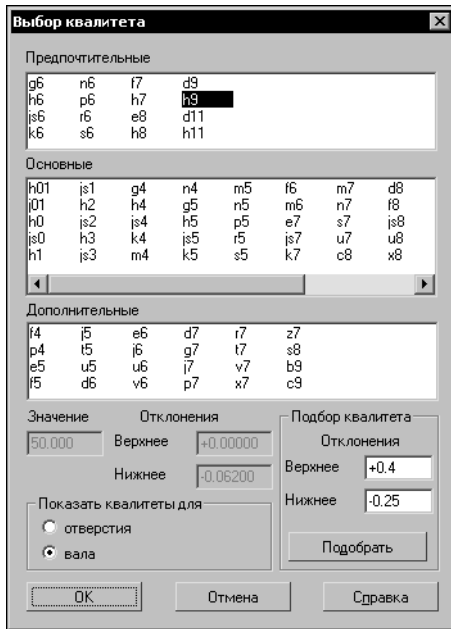 Выбор квалитета
Предпочтительные
g6 n6 f7 d9
h6 p6 h7 h9
js6 r6 e8 d11
k6 s6 h8 h11
Основные
h01 js1 g4 n4 m5 f6 m7 d8
j01 h2 h4 g5 n5 m6 n7 f8
h0 js2 js4 h5 p5 e7 s7 js8
js0 h3 k4 js5 r5 js7 u7 u8
h1 js3 m4 k5 s5 k7 c8 x8
Дополнительные
f4 j5 e6 d7 r7 z7
p4 t5 j6 g7 t7 s8
e5 u5 u6 j7 v7 b9
f5 d6 v6 p7 x7 c9
Значение Отклонения
50.000 Верхнее +0.00000
Нижнее -0.06200
Подбор квалитета
Отклонения
Верхнее +0.4
Нижнее -0.25
Подобрать
Показать квалитеты для
отверстия
вала
OK Отмена Справка